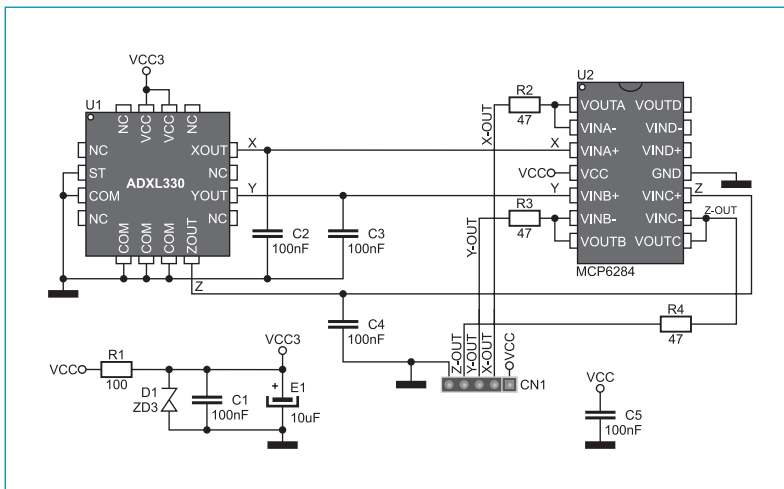 VCC3
U1
NC
VCC
VCC
NC
NC
ST
COM
NC
ADXL330
XOUT
NC
YOUT
NC
COM
COM
COM
ZOUT
X
Y
Z
C2
100nF
C3
100nF
C4
100nF
X-OUT
R2
47
X
VCC
Y
R3
47
Y-OUT
U2
VOUTA
VINA-
VINA+
VCC
VINB+
VINB-
VOUTB
VOUTD
VIND-
VIND+
GND
VINC+
VINC-
VOUTC
MCP6284
Z
Z-OUT
R4
47
Z-OUT
Y-OUT
X-OUT
VCC
CN1
VCC
R1
100
VCC3
D1
ZD3
C1
100nF
+
E1
10uF
VCC
C5
100nF